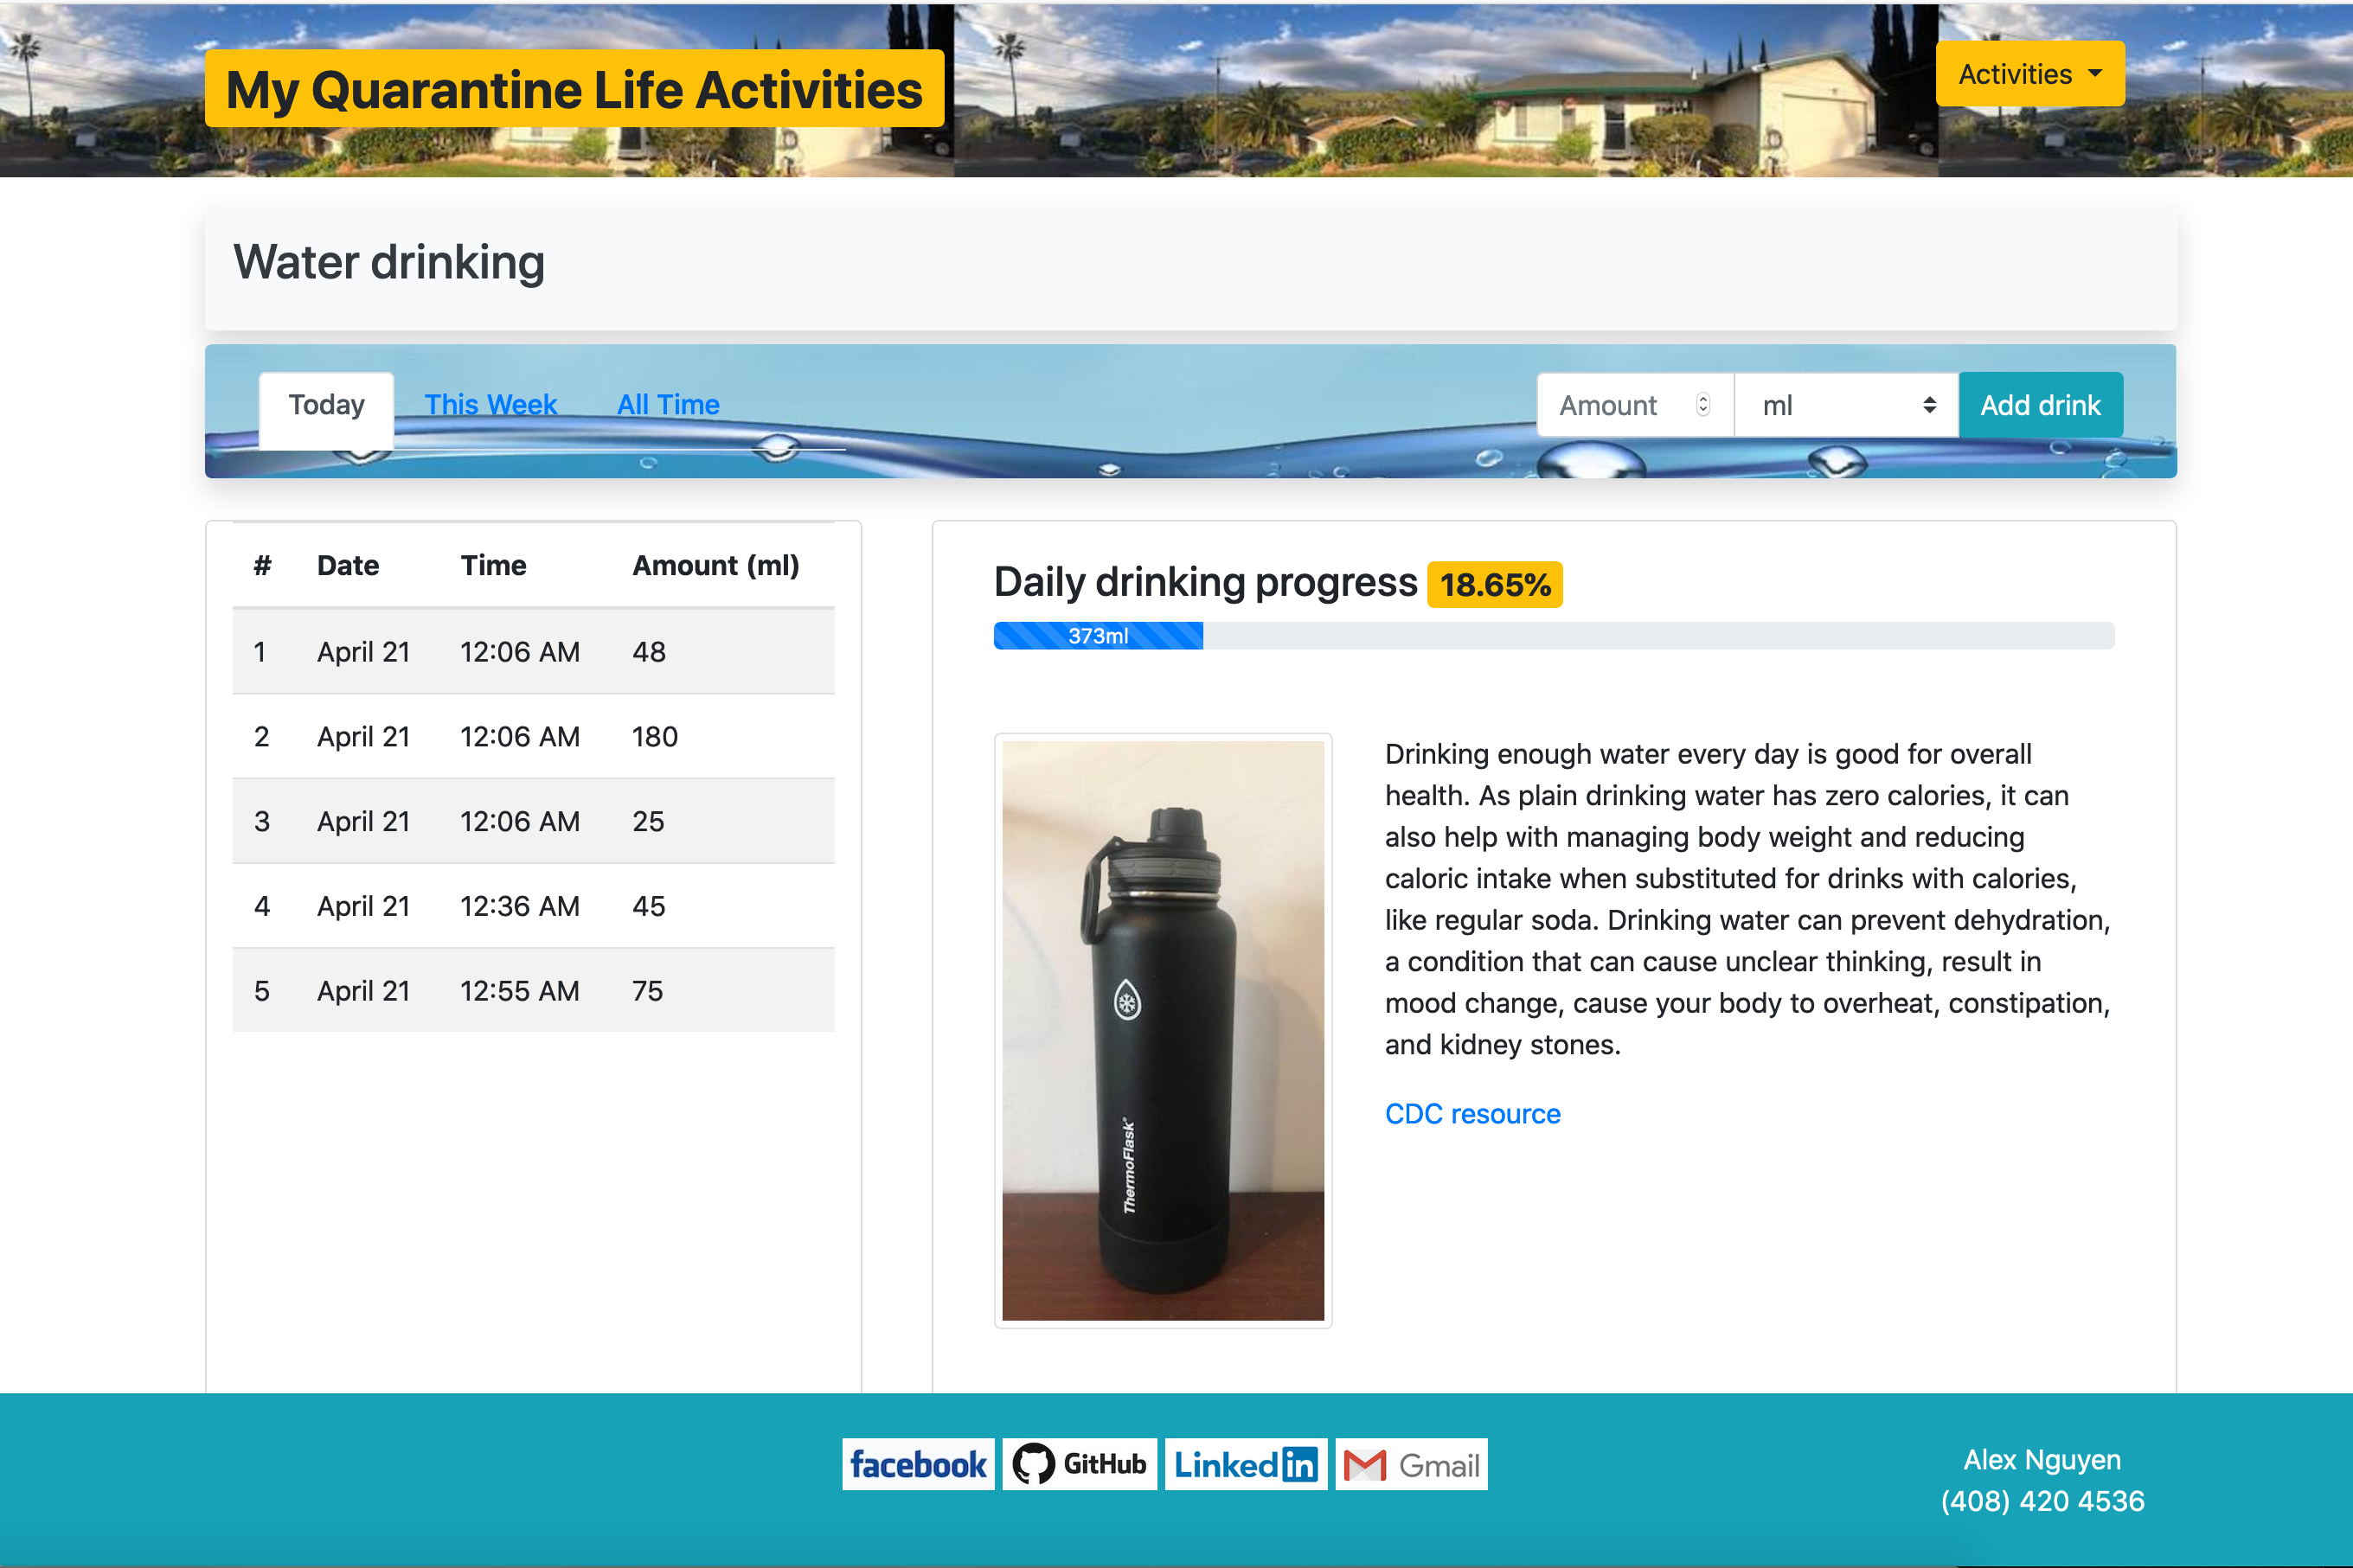 My Quarantine Life Activities
Activities
Water drinking
Today This Week All Time Amount ml Add drink
# Date Time Amount (ml)
1 April 21 12:06 AM 48
2 April 21 12:06 AM 180
3 April 21 12:06 AM 25
4 April 21 12:36 AM 45
5 April 21 12:55 AM 75
Daily drinking progress 18.65%
373ml
ThermoFlask®
Drinking enough water every day is good for overall
health. As plain drinking water has zero calories, it can
also help with managing body weight and reducing
caloric intake when substituted for drinks with calories,
like regular soda. Drinking water can prevent dehydration,
a condition that can cause unclear thinking, result in
mood change, cause your body to overheat, constipation,
and kidney stones.
CDC resource
facebook GitHub Linkedin Gmail
Alex Nguyen
(408) 420 4536